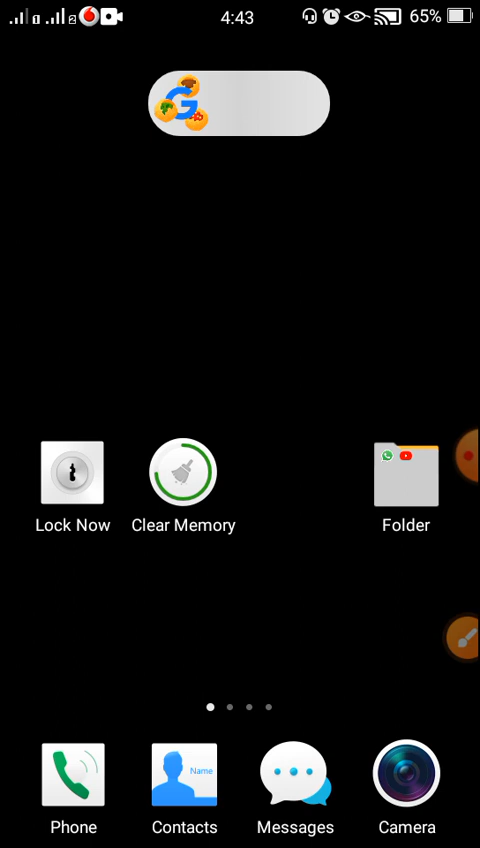 4:43
65%
G
Lock Now
Clear Memory
Folder
Name
Phone
Contacts
Messages
Camera